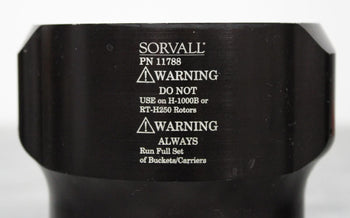 SORVALL®
PN 11788
⚠WARNING
DO NOT
USE on H-1000B or
RT-H250 Rotors
⚠WARNING
ALWAYS
Run Full Set
of Buckets/Carriers